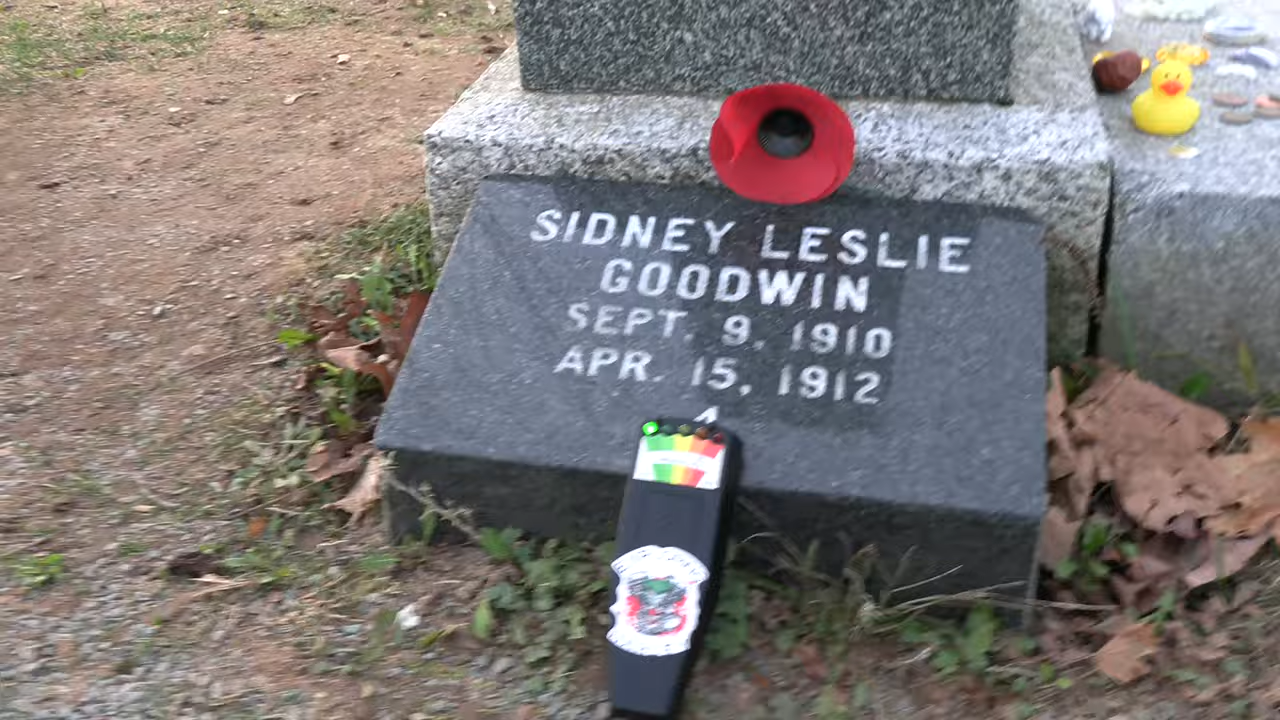 SIDNEY LESLIE
GOODWIN
SEPT. 9, 1910
APR. 15, 1912
4